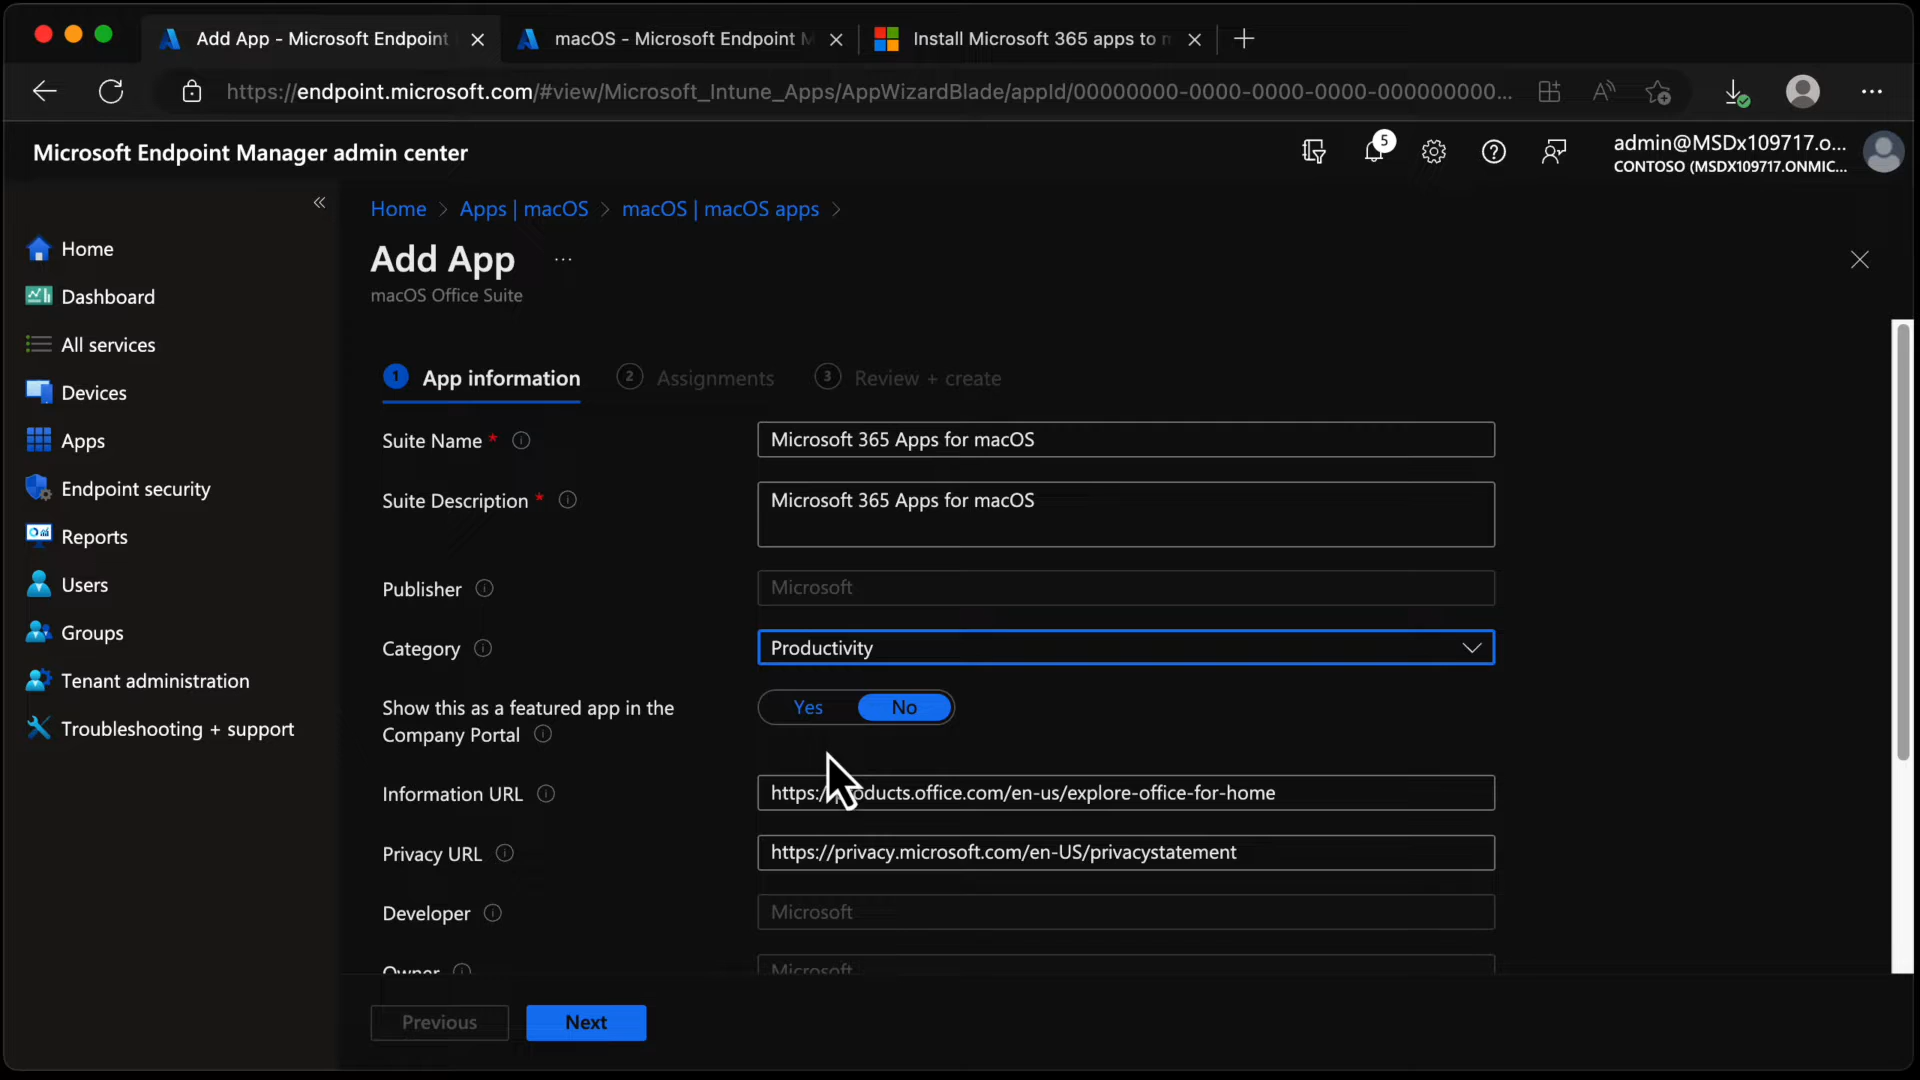 Add App - Microsoft Endpoint
macOS - Microsoft Endpoint M
Install Microsoft 365 apps to m
https://endpoint.microsoft.com/#view/Microsoft_Intune_Apps/AppWizardBlade/appId/00000000-0000-0000-0000-000000000...
Microsoft Endpoint Manager admin center
5
admin@MSDx109717.o...
CONTOSO (MSDX109717.ONMIC...
Home
Dashboard
All services
Devices
Apps
Endpoint security
Reports
Users
Groups
Tenant administration
Troubleshooting + support
Home > Apps | macOS > macOS | macOS apps >
Add App ...
macOS Office Suite
1 App information
2 Assignments
3 Review + create
Suite Name *
Microsoft 365 Apps for macOS
Suite Description *
Microsoft 365 Apps for macOS
Publisher
Microsoft
Category
Productivity
Show this as a featured app in the
Company Portal
Yes
No
Information URL
https://products.office.com/en-us/explore-office-for-home
Privacy URL
https://privacy.microsoft.com/en-US/privacystatement
Developer
Microsoft
Owner
Microsoft
Previous
Next